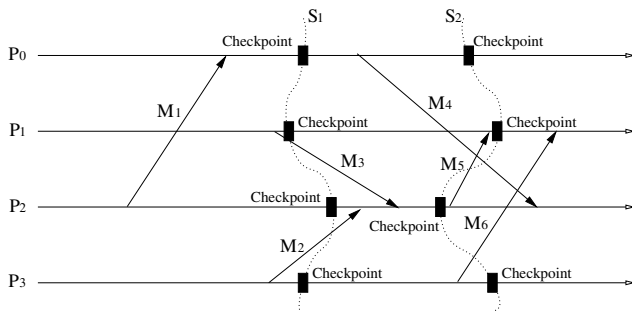 S1 S2
Checkpoint Checkpoint
P0
M1 M4
Checkpoint Checkpoint
P1
M3 M5
Checkpoint
P2
Checkpoint M6
M2
Checkpoint Checkpoint
P3